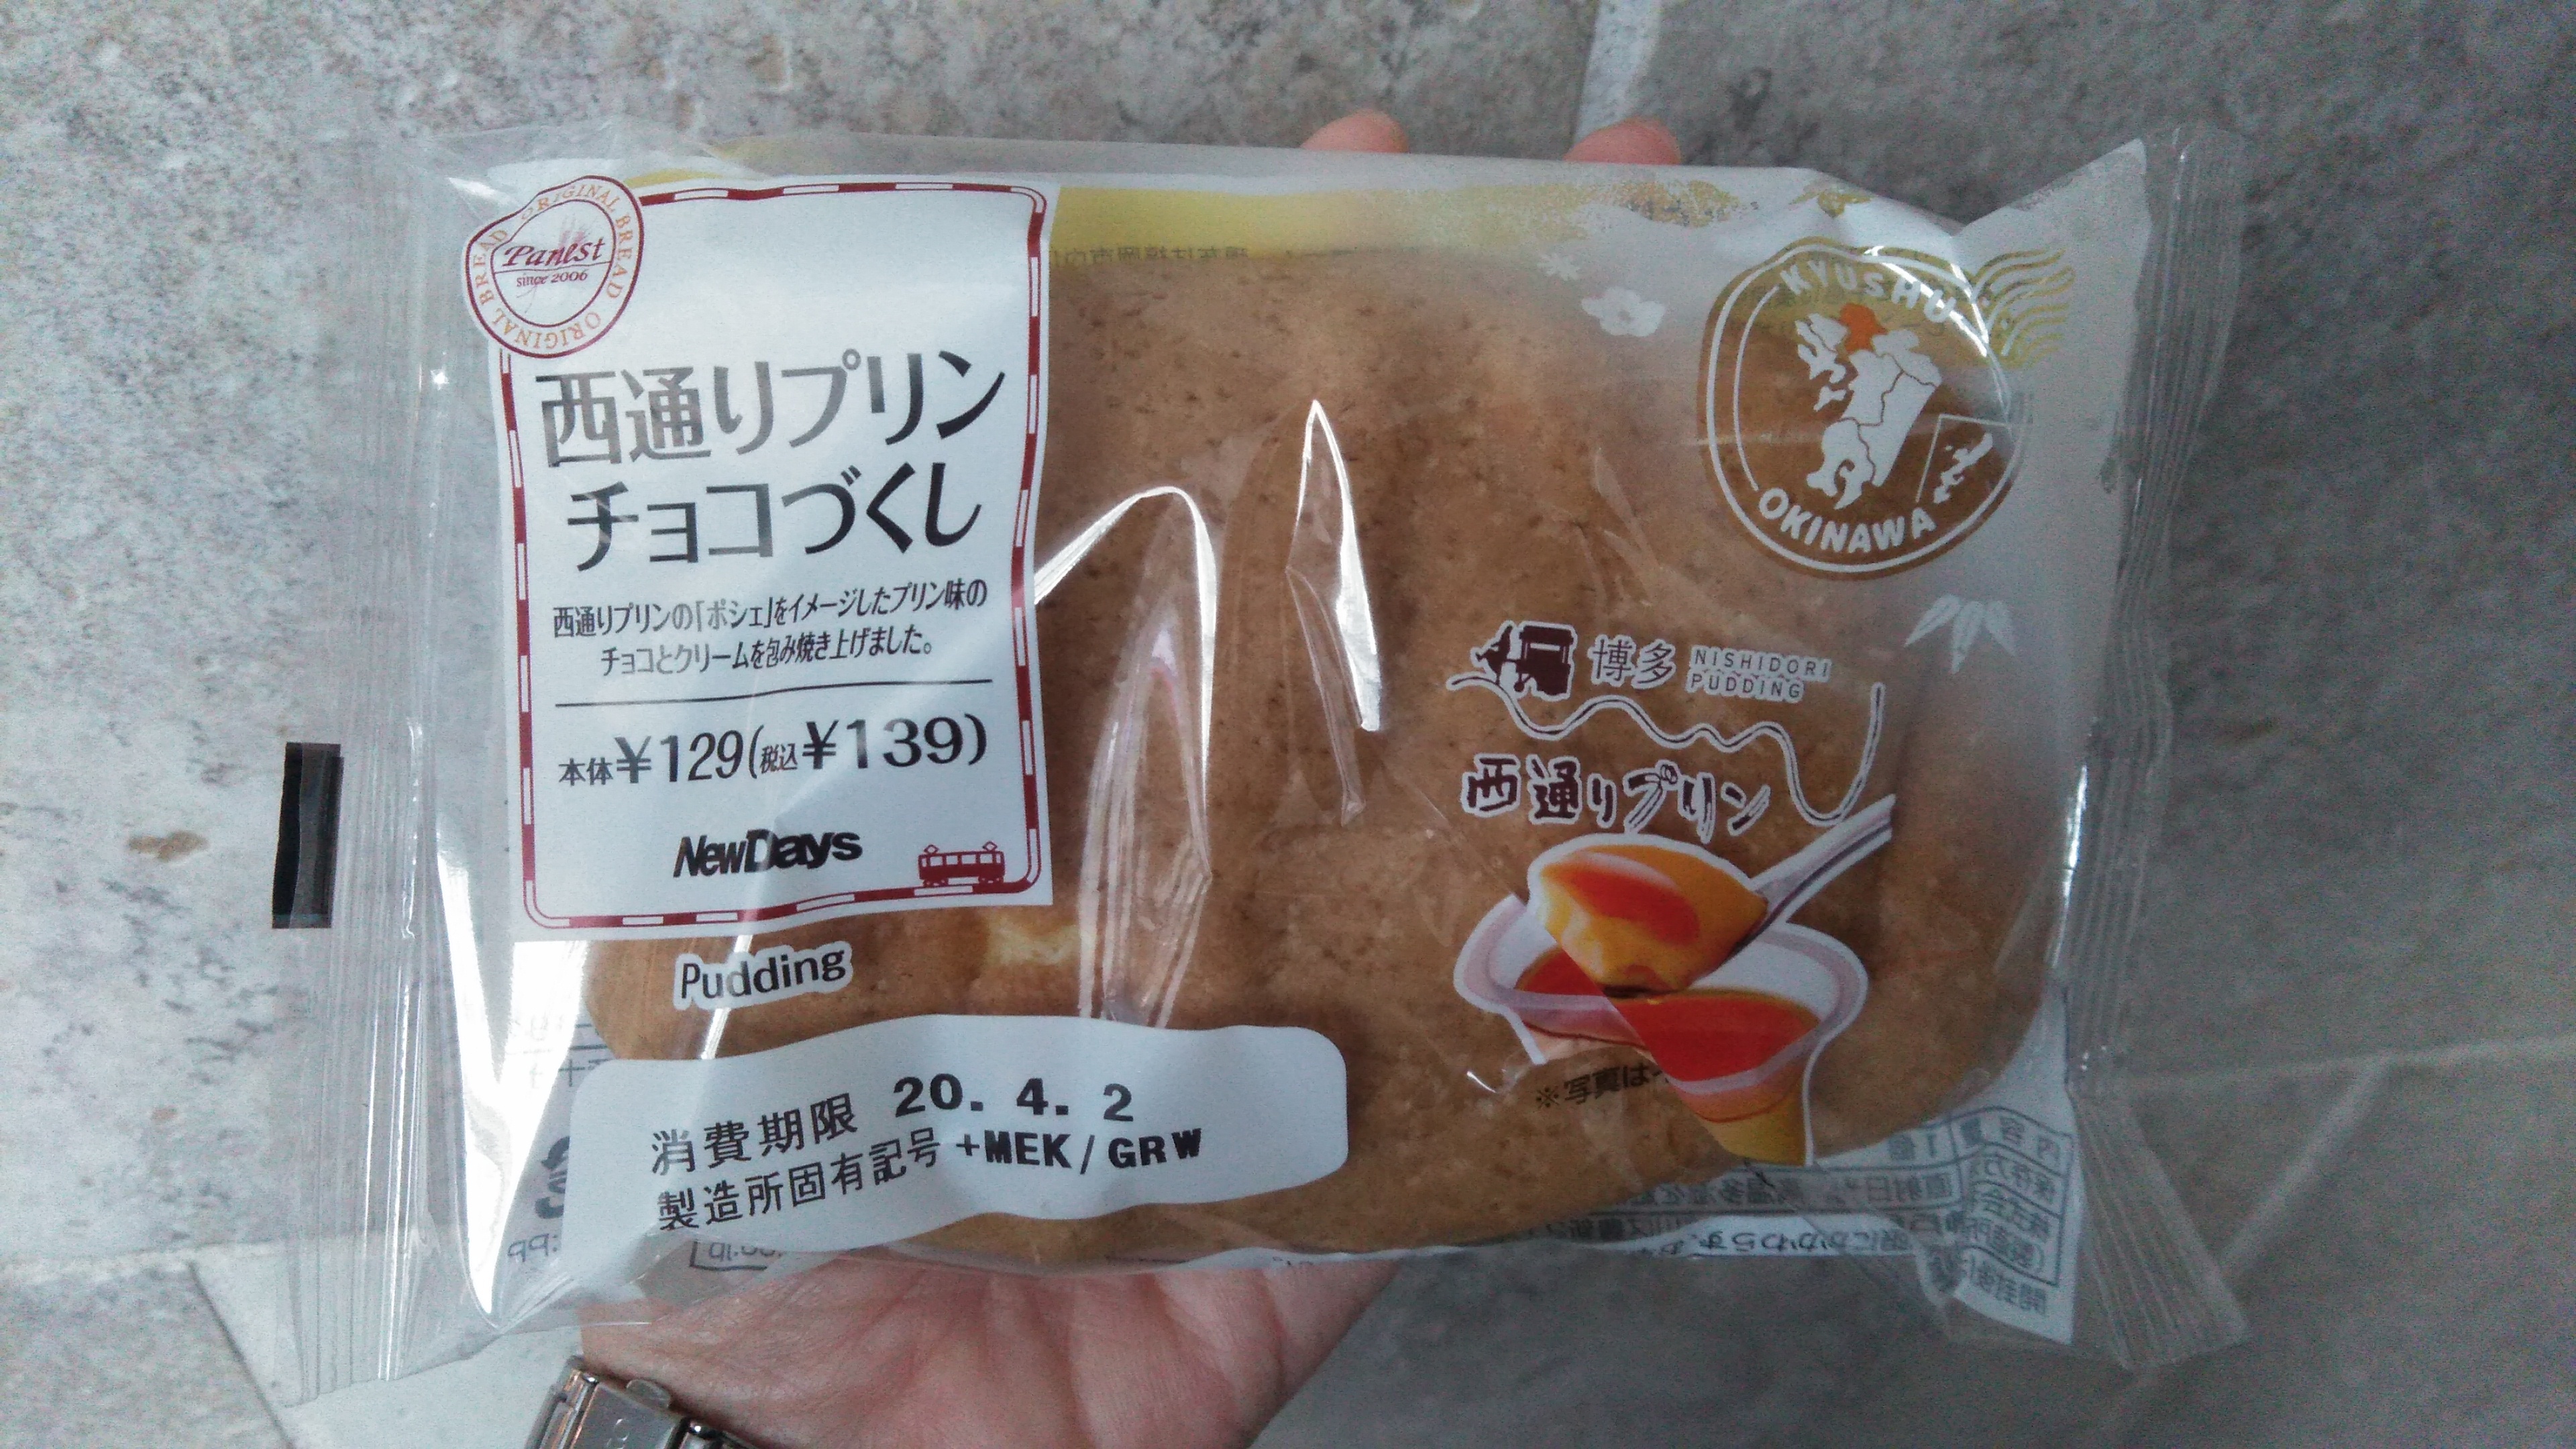 ORIGINAL BREAD ORIGINAL BREAD
Panest
since 2006
西通りプリン
チョコづくし
西通りプリンの「ポシェ」をイメージしたプリン味の
チョコとクリームを包み焼き上げました。
本体¥129(税込¥139)
NewDays
Pudding
消費期限 20. 4. 2
製造所固有記号 +MEK/GRW
KYUSHU
OKINAWA
博多 NISHIDORI
PUDDING
西通りプリン
※写真は